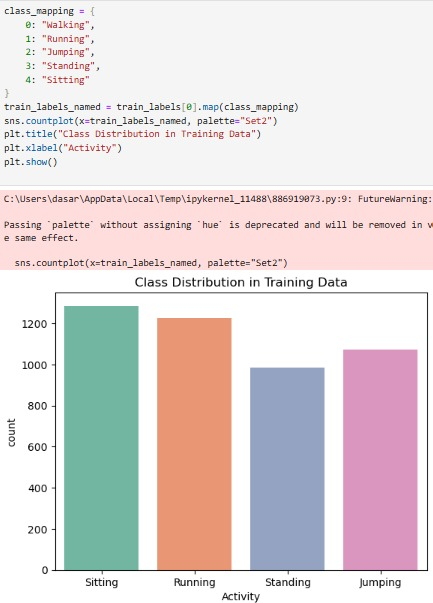 class_mapping = {
    0: "Walking",
    1: "Running",
    2: "Jumping",
    3: "Standing",
    4: "Sitting"
}
train_labels_named = train_labels[0].map(class_mapping)
sns.countplot(x=train_labels_named, palette="Set2")
plt.title("Class Distribution in Training Data")
plt.xlabel("Activity")
plt.show()
C:\Users\dasar\AppData\Local\Temp\ipykernel_11488\886919073.py:9: FutureWarning:
Passing `palette` without assigning `hue` is deprecated and will be removed in v
e same effect.
  sns.countplot(x=train_labels_named, palette="Set2")
Class Distribution in Training Data
1200
1000
800
600
400
200
0
count
Sitting Running Standing Jumping
Activity